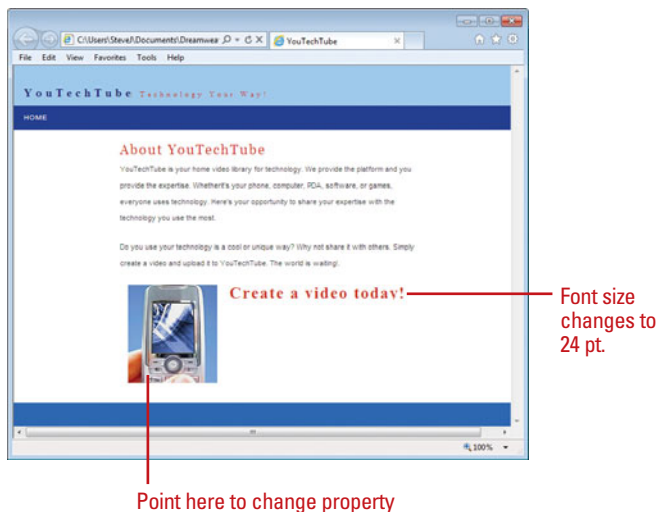 C:\Users\SteveJ\Documents\Dreamwea
YouTechTube
File Edit View Favorites Tools Help
YouTechTube Technology Your Way!
HOME
About YouTechTube
YouTechTube is your home video library for technology. We provide the platform and you
provide the expertise. Whetherit's your phone, computer, PDA, software, or games,
everyone uses technology. Here's your opportunity to share your expertise with the
technology you use the most.
Do you use your technology is a cool or unique way? Why not share it with others. Simply
create a video and upload it to YouTechTube. The world is waiting!.
Create a video today!
Font size
changes to
24 pt.
100%
Point here to change property